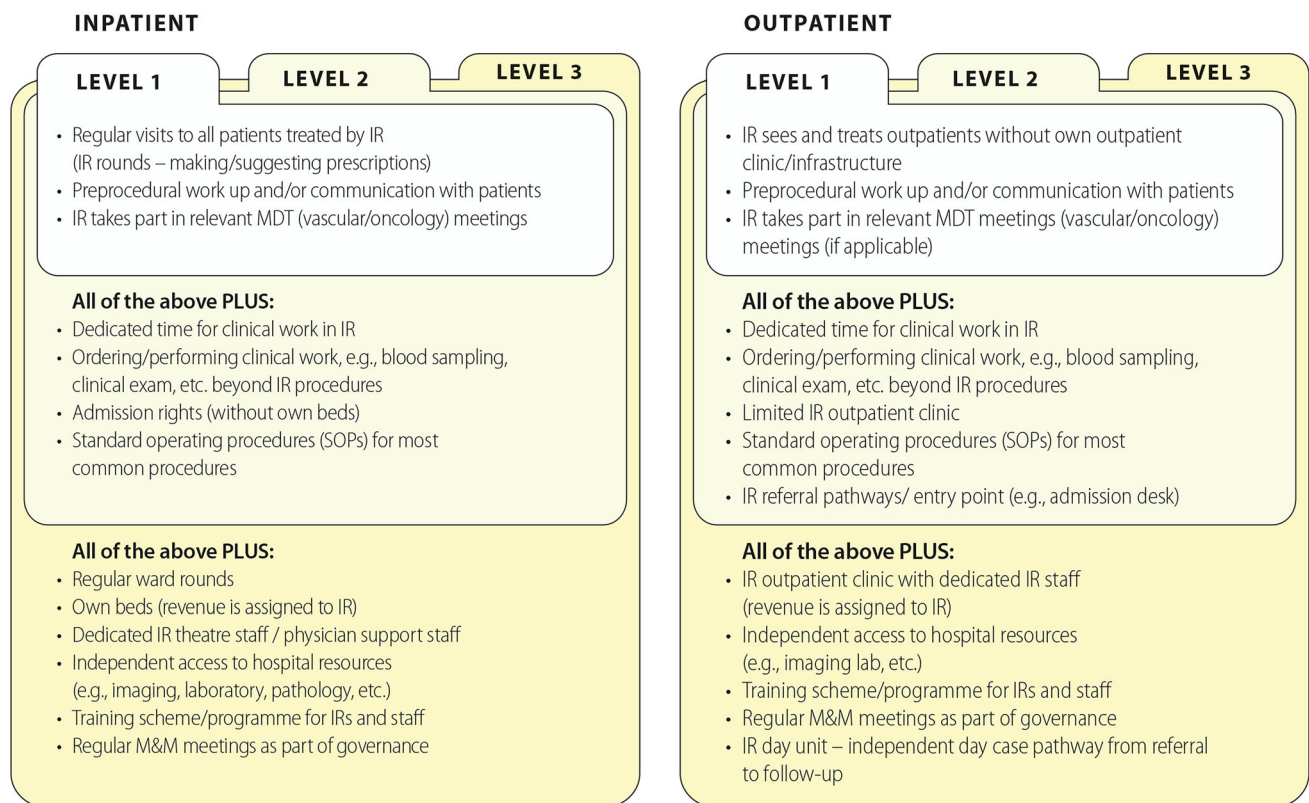 INPATIENT
LEVEL 1
LEVEL 2
LEVEL 3
• Regular visits to all patients treated by IR
(IR rounds – making/suggesting prescriptions)
• Preprocedural work up and/or communication with patients
• IR takes part in relevant MDT (vascular/oncology) meetings
All of the above PLUS:
• Dedicated time for clinical work in IR
• Ordering/performing clinical work, e.g., blood sampling,
clinical exam, etc. beyond IR procedures
• Admission rights (without own beds)
• Standard operating procedures (SOPs) for most
common procedures
All of the above PLUS:
• Regular ward rounds
• Own beds (revenue is assigned to IR)
• Dedicated IR theatre staff / physician support staff
• Independent access to hospital resources
(e.g., imaging, laboratory, pathology, etc.)
• Training scheme/programme for IRs and staff
• Regular M&M meetings as part of governance
OUTPATIENT
LEVEL 1
LEVEL 2
LEVEL 3
• IR sees and treats outpatients without own outpatient
clinic/infrastructure
• Preprocedural work up and/or communication with patients
• IR takes part in relevant MDT meetings (vascular/oncology)
meetings (if applicable)
All of the above PLUS:
• Dedicated time for clinical work in IR
• Ordering/performing clinical work, e.g., blood sampling,
clinical exam, etc. beyond IR procedures
• Limited IR outpatient clinic
• Standard operating procedures (SOPs) for most
common procedures
• IR referral pathways/ entry point (e.g., admission desk)
All of the above PLUS:
• IR outpatient clinic with dedicated IR staff
(revenue is assigned to IR)
• Independent access to hospital resources
(e.g., imaging lab, etc.)
• Training scheme/programme for IRs and staff
• Regular M&M meetings as part of governance
• IR day unit – independent day case pathway from referral
to follow-up